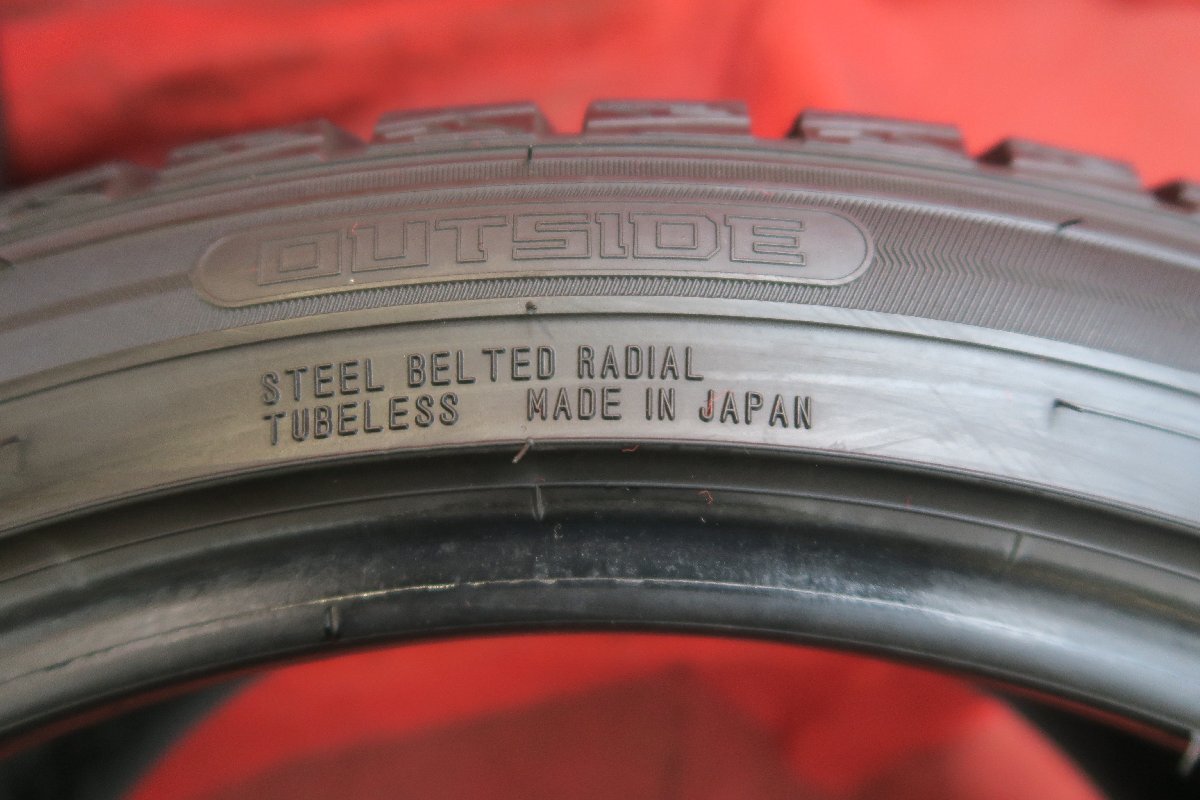 OUTSIDE
STEEL BELTED RADIAL
TUBELESS MADE IN JAPAN